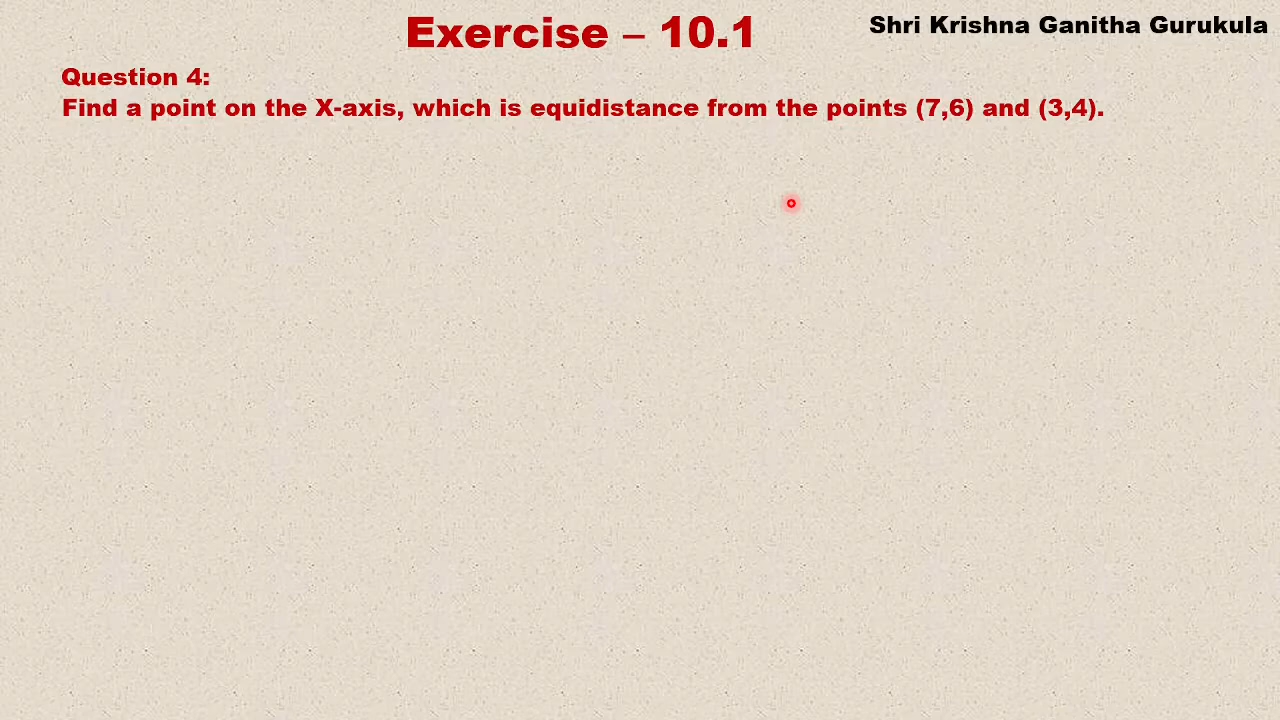 Exercise – 10.1
Shri Krishna Ganitha Gurukula
Question 4:
Find a point on the X-axis, which is equidistance from the points (7,6) and (3,4).